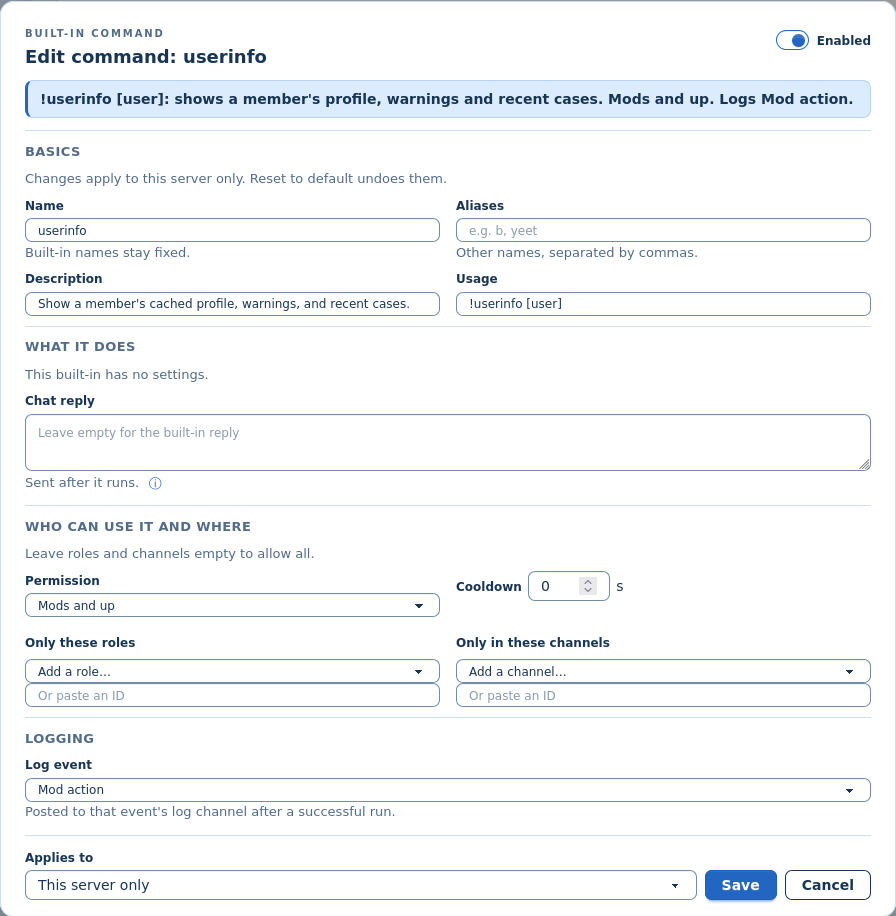 BUILT-IN COMMAND
Edit command: userinfo
Enabled
!userinfo [user]: shows a member's profile, warnings and recent cases. Mods and up. Logs Mod action.
BASICS
Changes apply to this server only. Reset to default undoes them.
Name
Aliases
userinfo
e.g. b, yeet
Built-in names stay fixed.
Other names, separated by commas.
Description
Usage
Show a member's cached profile, warnings, and recent cases.
!userinfo [user]
WHAT IT DOES
This built-in has no settings.
Chat reply
Leave empty for the built-in reply
Sent after it runs.
WHO CAN USE IT AND WHERE
Leave roles and channels empty to allow all.
Permission
Mods and up
Cooldown 0 s
Only these roles
Only in these channels
Add a role...
Add a channel...
Or paste an ID
Or paste an ID
LOGGING
Log event
Mod action
Posted to that event's log channel after a successful run.
Applies to
This server only
Save
Cancel